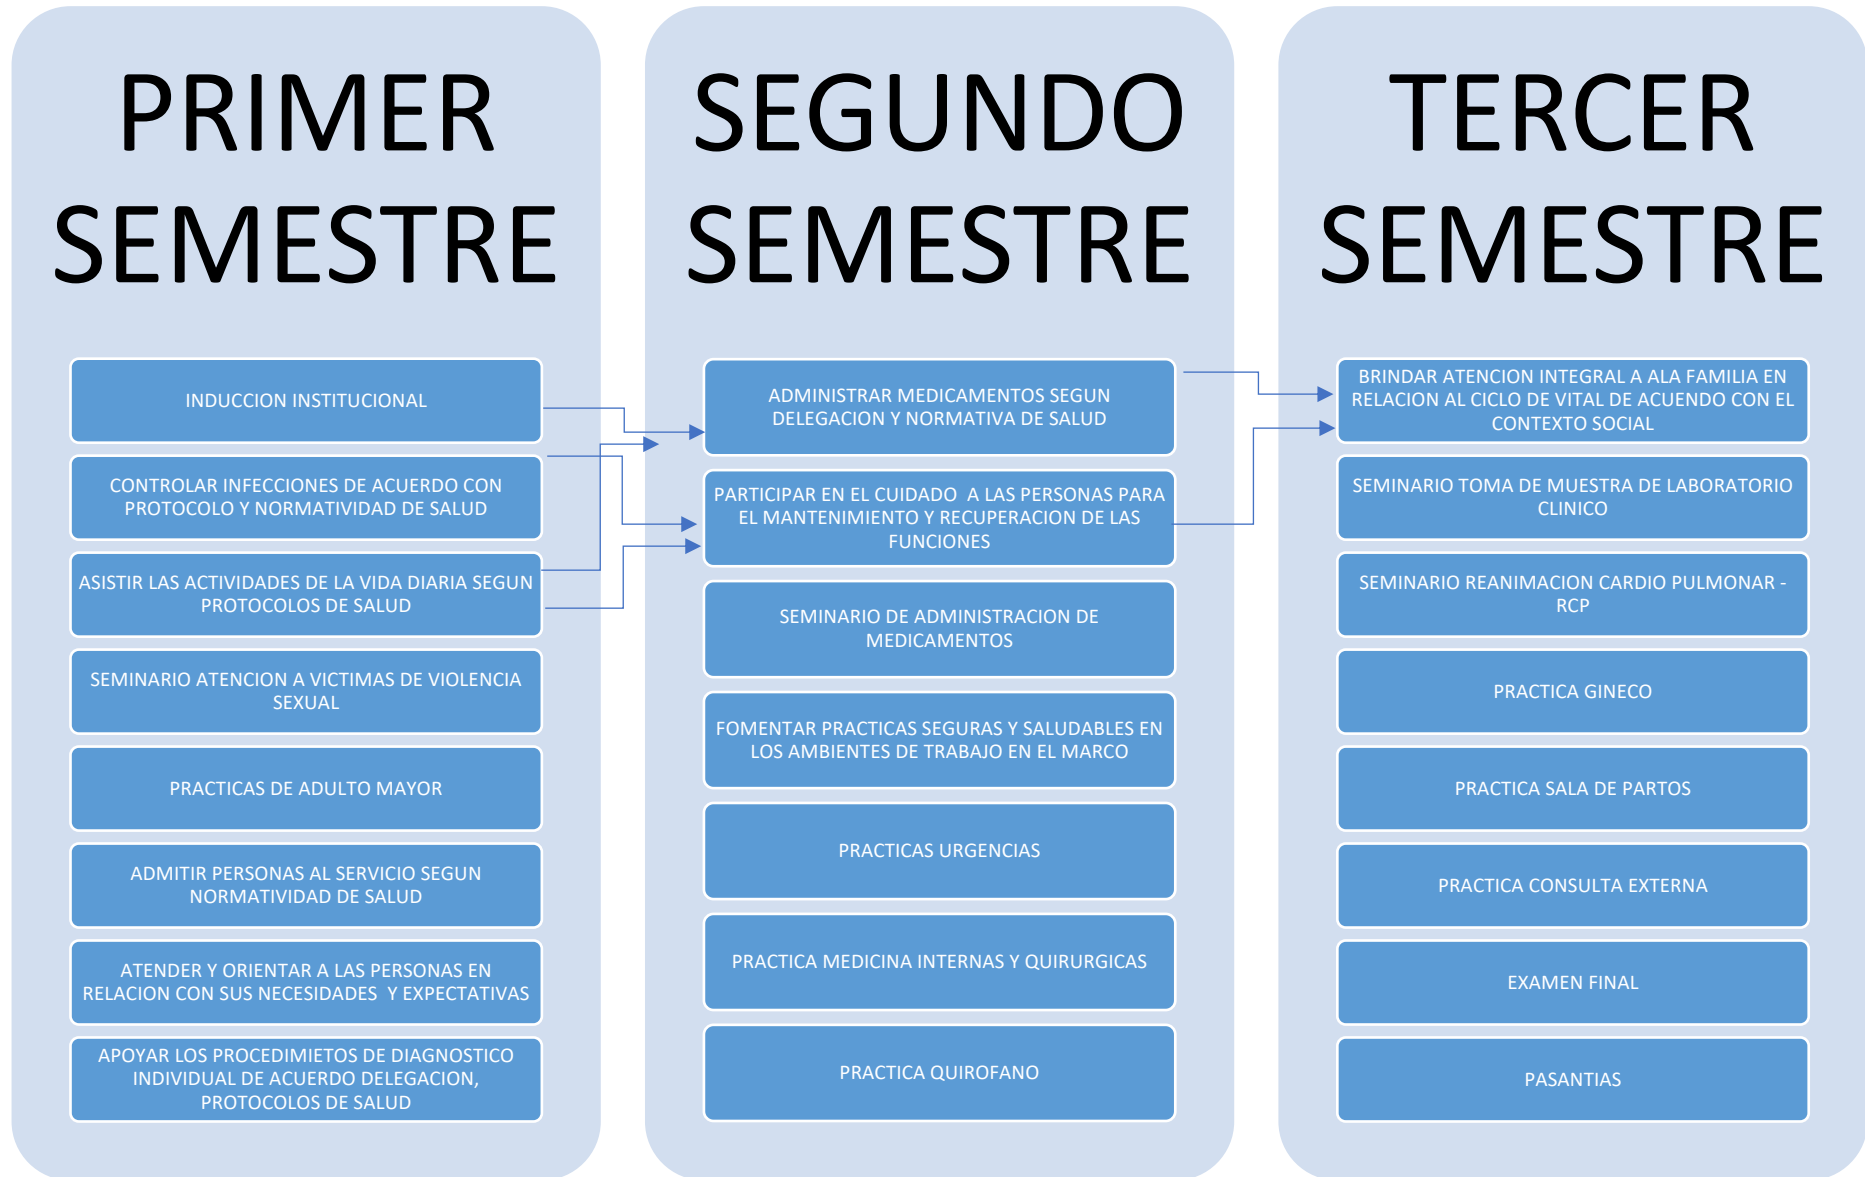 PRIMER
SEMESTRE
INDUCCION INSTITUCIONAL
CONTROLAR INFECCIONES DE ACUERDO CON
PROTOCOLO Y NORMATIVIDAD DE SALUD
ASISTIR LAS ACTIVIDADES DE LA VIDA DIARIA SEGUN
PROTOCOLOS DE SALUD
SEMINARIO ATENCION A VICTIMAS DE VIOLENCIA
SEXUAL
PRACTICAS DE ADULTO MAYOR
ADMITIR PERSONAS AL SERVICIO SEGUN
NORMATIVIDAD DE SALUD
ATENDER Y ORIENTAR A LAS PERSONAS EN
RELACION CON SUS NECESIDADES Y EXPECTATIVAS
APOYAR LOS PROCEDIMIETOS DE DIAGNOSTICO
INDIVIDUAL DE ACUERDO DELEGACION,
PROTOCOLOS DE SALUD
SEGUNDO
SEMESTRE
ADMINISTRAR MEDICAMENTOS SEGUN
DELEGACION Y NORMATIVA DE SALUD
PARTICIPAR EN EL CUIDADO A LAS PERSONAS PARA
EL MANTENIMIENTO Y RECUPERACION DE LAS
FUNCIONES
SEMINARIO DE ADMINISTRACION DE
MEDICAMENTOS
FOMENTAR PRACTICAS SEGURAS Y SALUDABLES EN
LOS AMBIENTES DE TRABAJO EN EL MARCO
PRACTICAS URGENCIAS
PRACTICA MEDICINA INTERNAS Y QUIRURGICAS
PRACTICA QUIROFANO
TERCER
SEMESTRE
BRINDAR ATENCION INTEGRAL A ALA FAMILIA EN
RELACION AL CICLO DE VITAL DE ACUENDO CON EL
CONTEXTO SOCIAL
SEMINARIO TOMA DE MUESTRA DE LABORATORIO
CLINICO
SEMINARIO REANIMACION CARDIO PULMONAR -
RCP
PRACTICA GINECO
PRACTICA SALA DE PARTOS
PRACTICA CONSULTA EXTERNA
EXAMEN FINAL
PASANTIAS